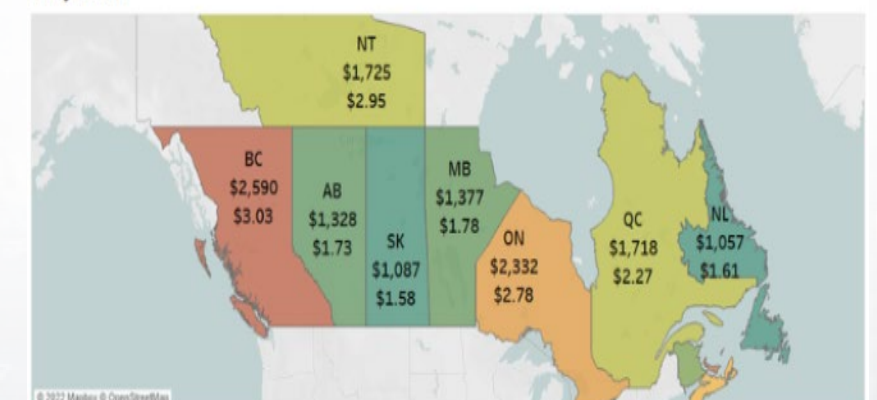 NT
$1,725
$2.95
BC
$2,590
$3.03
AB
$1,328
$1.73
SK
$1,087
$1.58
MB
$1,377
$1.78
ON
$2,332
$2.78
QC
$1,718
$2.27
NL
$1,057
$1.61
© 2022 Mapbox © OpenStreetMap